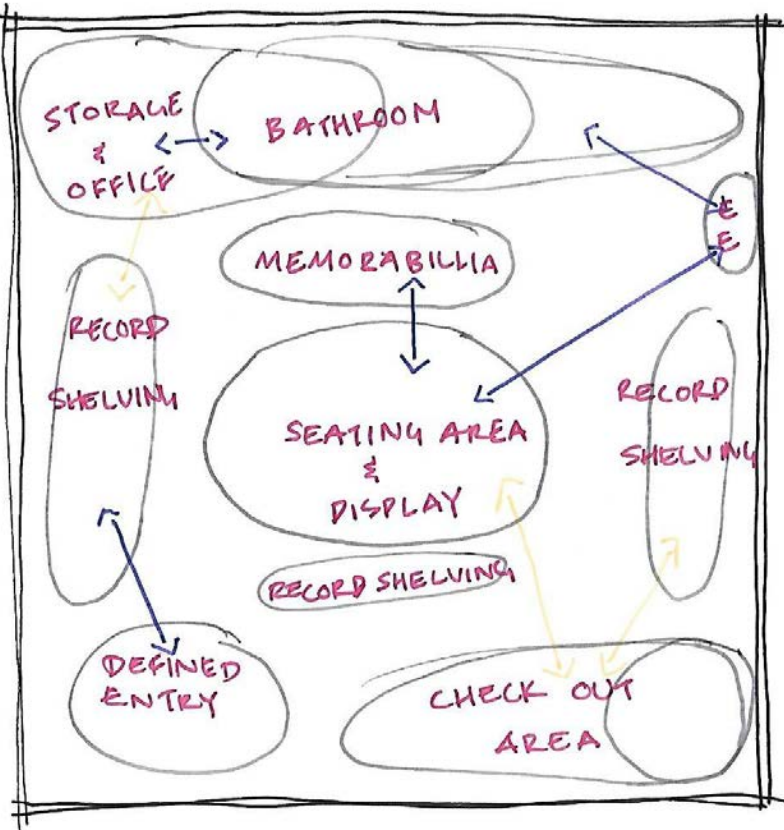 STORAGE
&
OFFICE
BATHROOM
E
E
MEMORABILLIA
RECORD
SHELVING
SEATING AREA
&
DISPLAY
RECORD
SHELVING
RECORD SHELVING
DEFINED
ENTRY
CHECK OUT
AREA